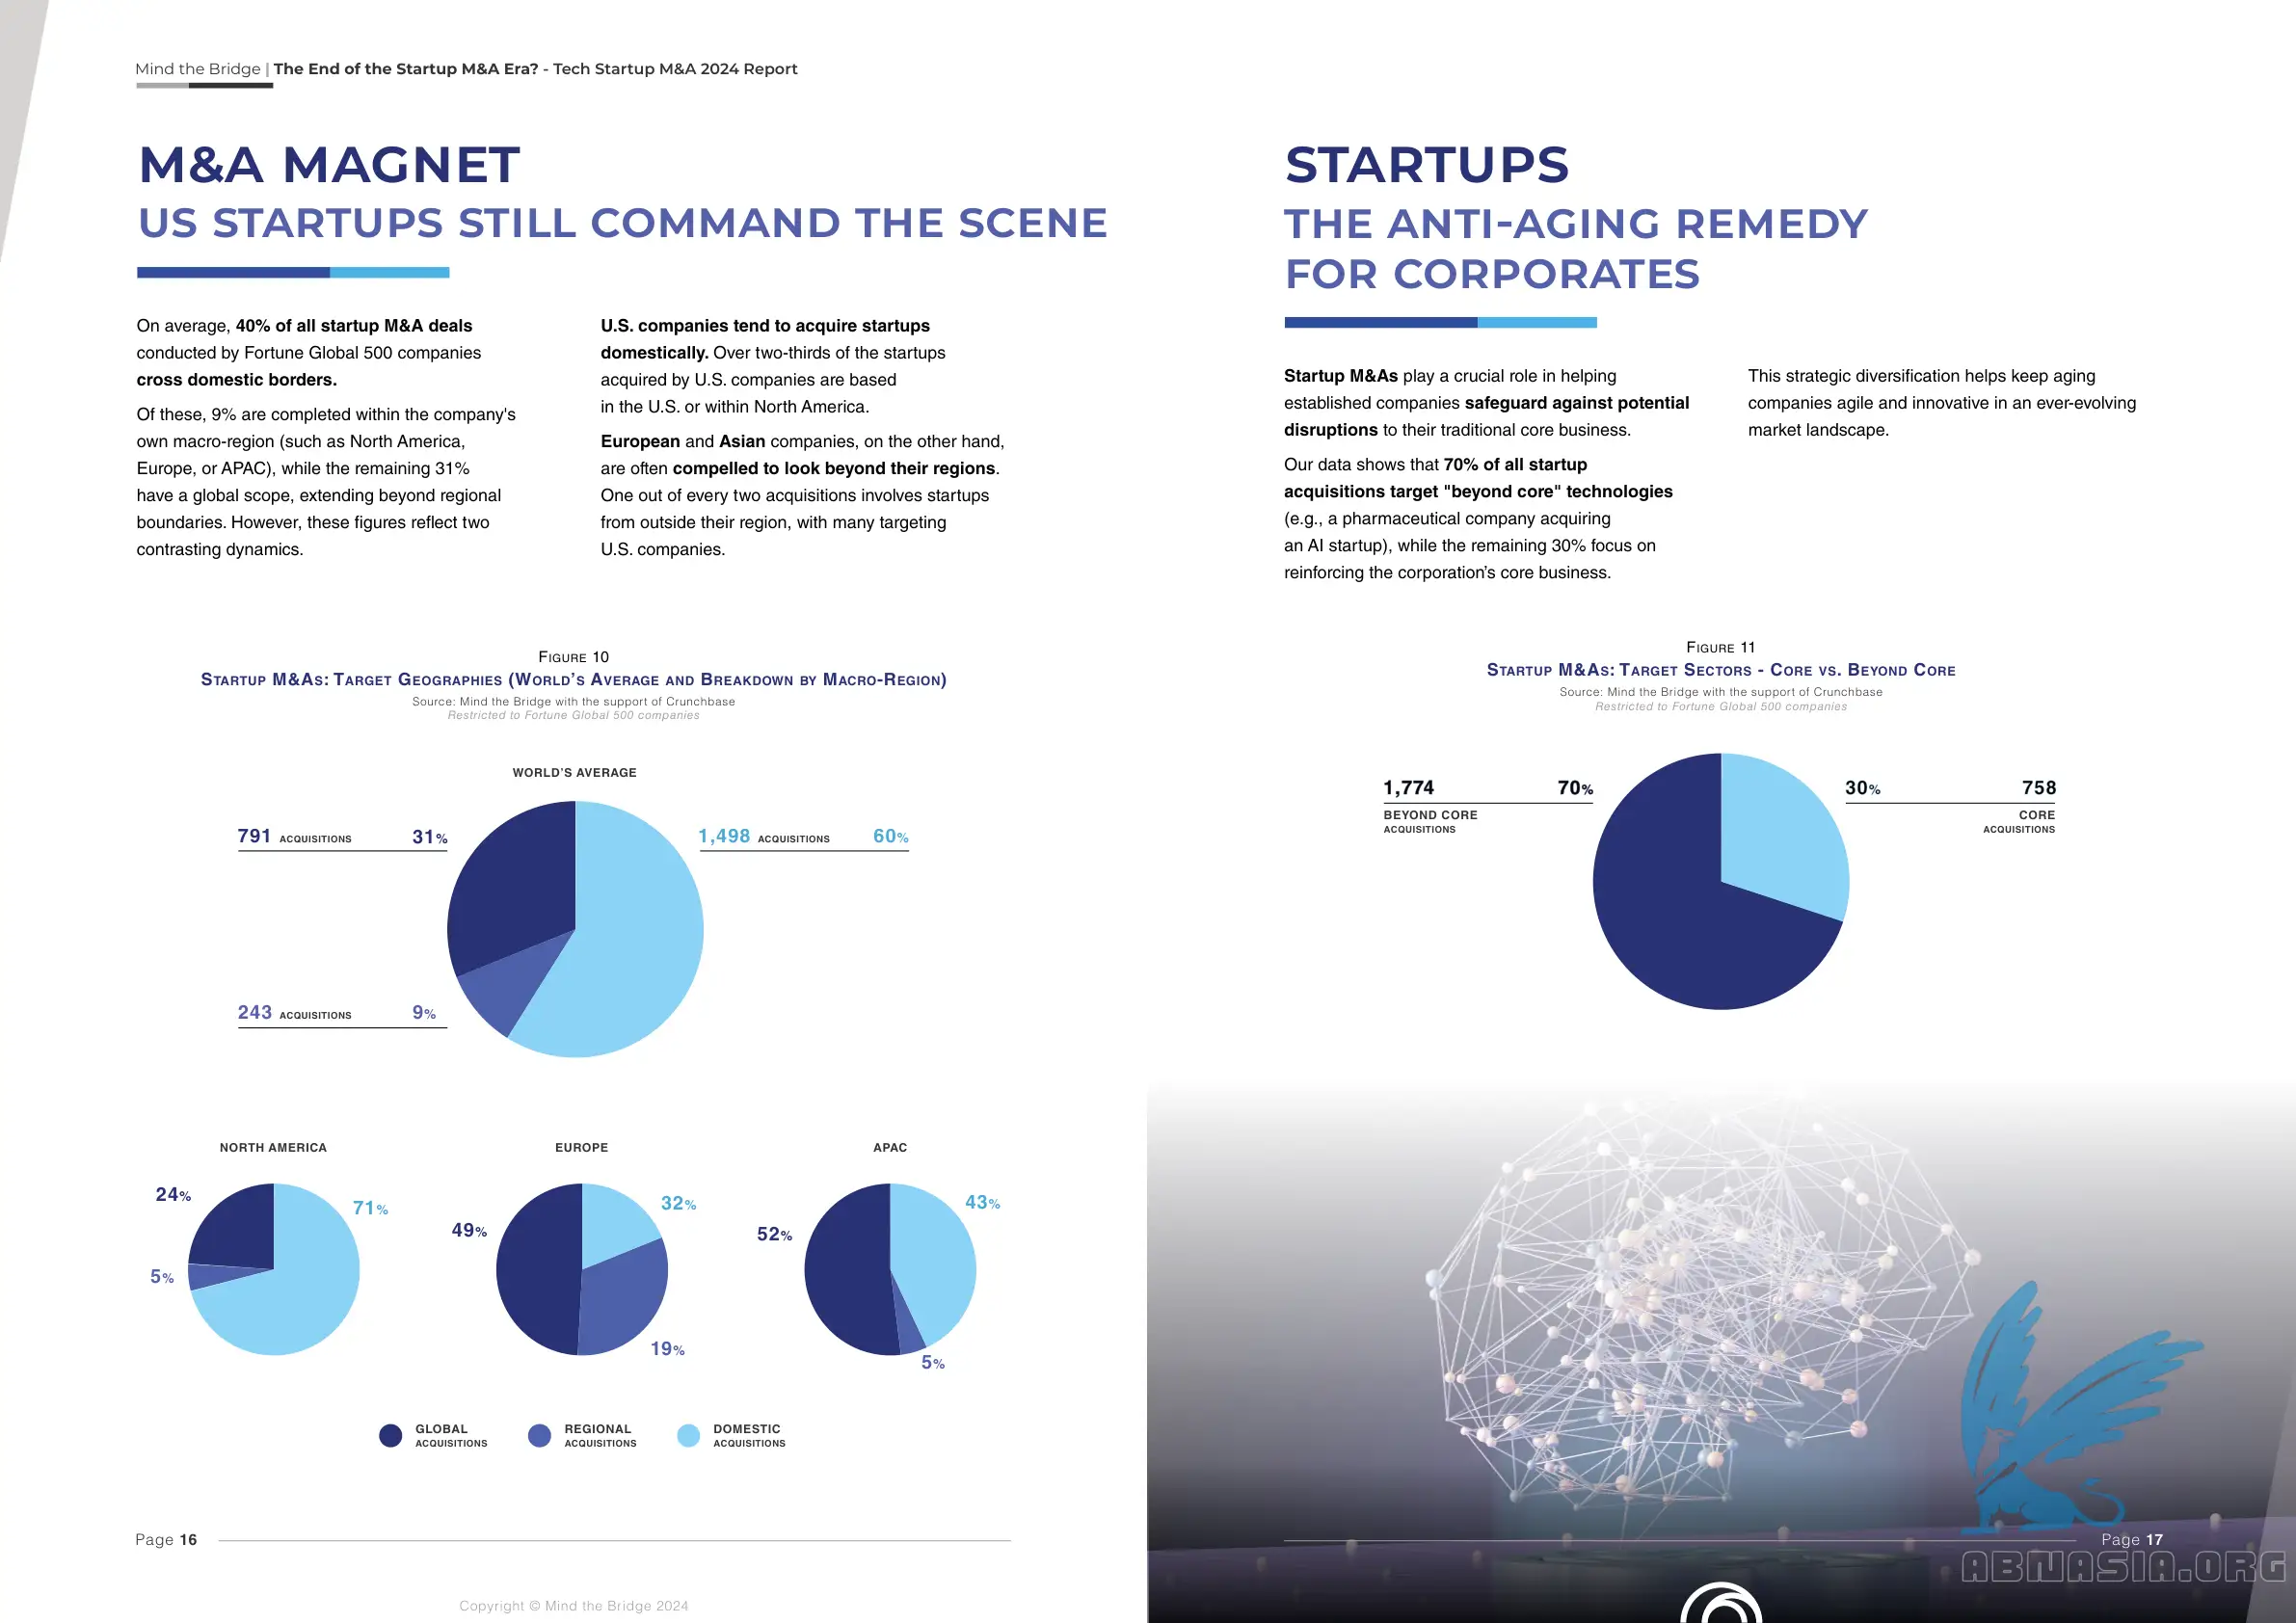 Mind the Bridge | The End of the Startup M&A Era? - Tech Startup M&A 2024 Report
M&A MAGNET
US STARTUPS STILL COMMAND THE SCENE
On average, 40% of all startup M&A deals
conducted by Fortune Global 500 companies
cross domestic borders.
Of these, 9% are completed within the company's
own macro-region (such as North America,
Europe, or APAC), while the remaining 31%
have a global scope, extending beyond regional
boundaries. However, these figures reflect two
contrasting dynamics.
U.S. companies tend to acquire startups
domestically. Over two-thirds of the startups
acquired by U.S. companies are based
in the U.S. or within North America.
European and Asian companies, on the other hand,
are often compelled to look beyond their regions.
One out of every two acquisitions involves startups
from outside their region, with many targeting
U.S. companies.
FIGURE 10
STARTUP M&AS: TARGET GEOGRAPHIES (WORLD'S AVERAGE AND BREAKDOWN BY MACRO-REGION)
Source: Mind the Bridge with the support of Crunchbase
Restricted to Fortune Global 500 companies
WORLD'S AVERAGE
791 ACQUISITIONS 31%
1,498 ACQUISITIONS 60%
243 ACQUISITIONS 9%
NORTH AMERICA
24%
71%
5%
EUROPE
49%
32%
19%
APAC
52%
43%
5%
GLOBAL
ACQUISITIONS
REGIONAL
ACQUISITIONS
DOMESTIC
ACQUISITIONS
Page 16
Copyright © Mind the Bridge 2024
STARTUPS
THE ANTI-AGING REMEDY
FOR CORPORATES
Startup M&As play a crucial role in helping
established companies safeguard against potential
disruptions to their traditional core business.
Our data shows that 70% of all startup
acquisitions target "beyond core" technologies
(e.g., a pharmaceutical company acquiring
an AI startup), while the remaining 30% focus on
reinforcing the corporation's core business.
This strategic diversification helps keep aging
companies agile and innovative in an ever-evolving
market landscape.
FIGURE 11
STARTUP M&AS: TARGET SECTORS - CORE VS. BEYOND CORE
Source: Mind the Bridge with the support of Crunchbase
Restricted to Fortune Global 500 companies
1,774 70%
BEYOND CORE
ACQUISITIONS
30% 758
CORE
ACQUISITIONS
Page 17
ABNASIA.ORG